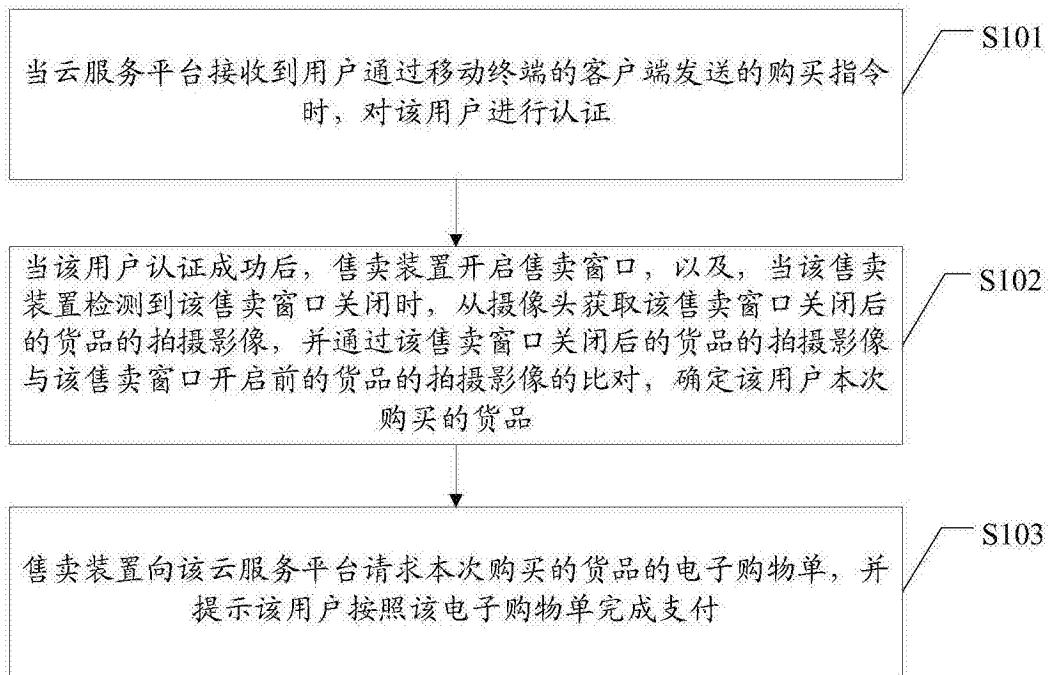 当云服务平台接收到用户通过移动终端的客户端发送的购买指令
时，对该用户进行认证
S101
当该用户认证成功后，售卖装置开启售卖窗口，以及，当该售卖
装置检测到该售卖窗口关闭时，从摄像头获取该售卖窗口关闭后
的货品的拍摄影像，并通过该售卖窗口关闭后的货品的拍摄影像
与该售卖窗口开启前的货品的拍摄影像的比对，确定该用户本次
购买的货品
S102
售卖装置向该云服务平台请求本次购买的货品的电子购物单，并
提示该用户按照该电子购物单完成支付
S103